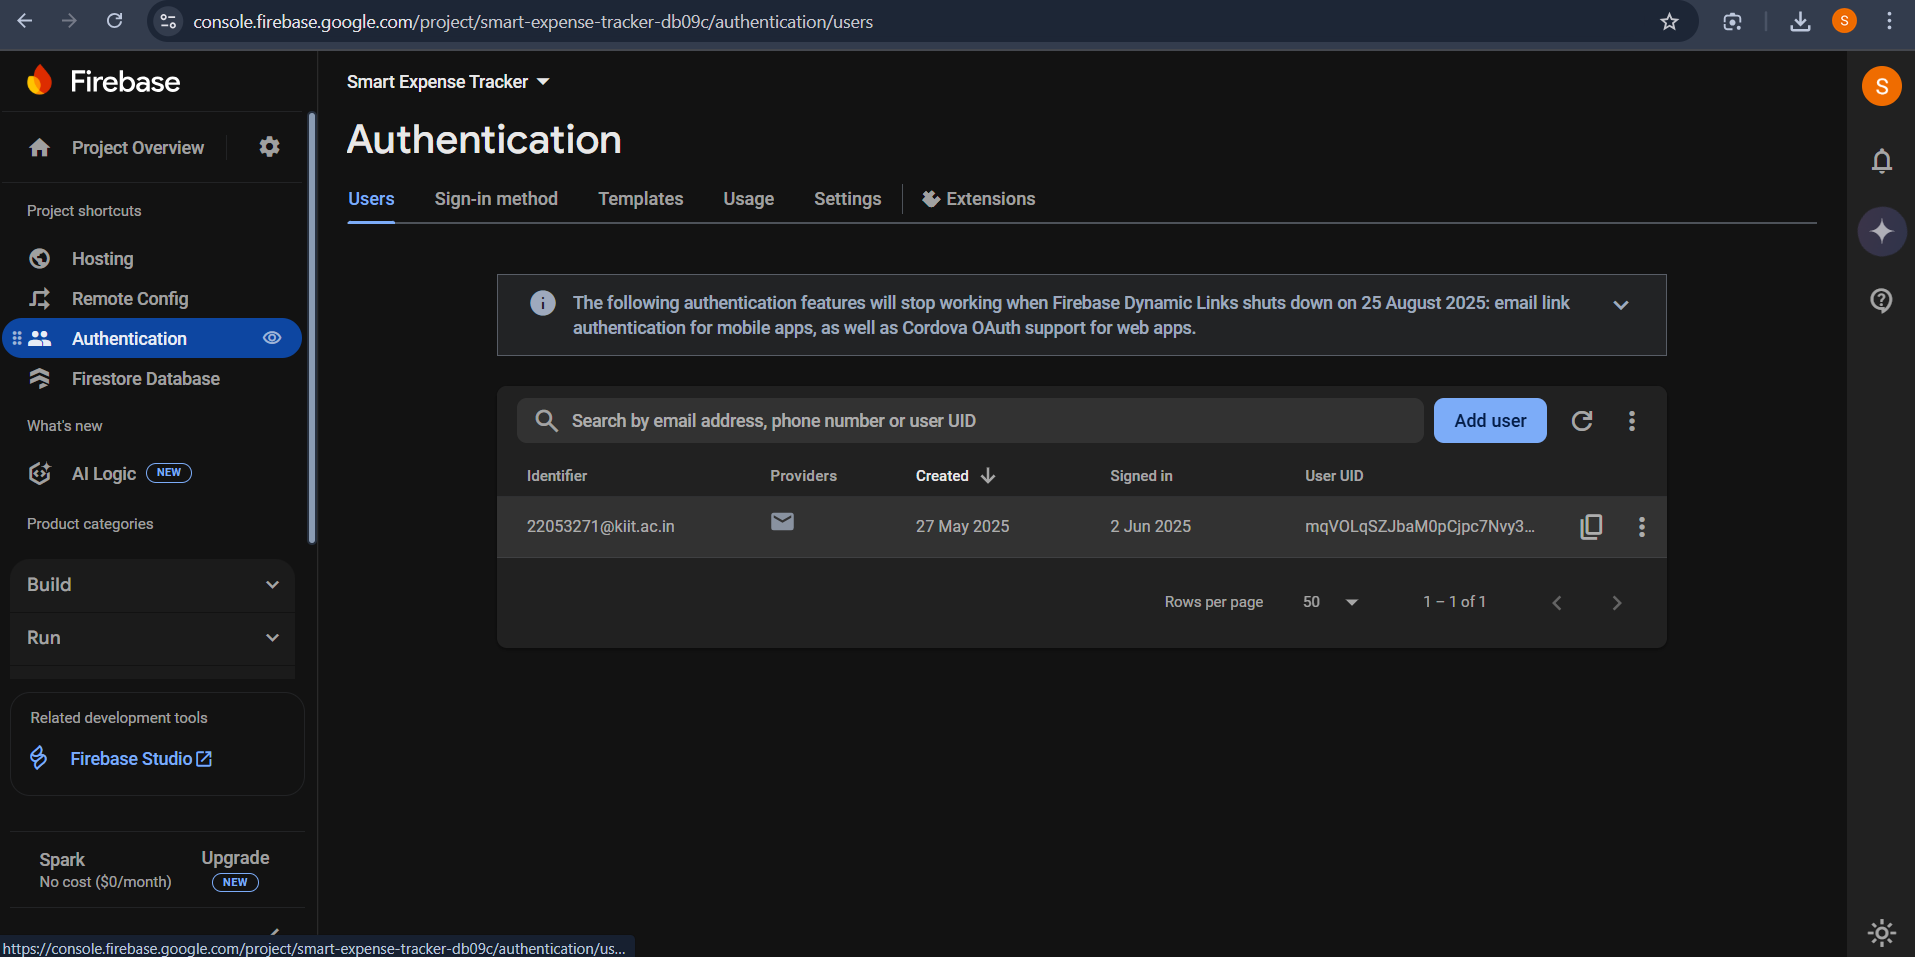 console.firebase.google.com/project/smart-expense-tracker-db09c/authentication/users
S
Firebase
Smart Expense Tracker
S
Project Overview
Authentication
Users Sign-in method Templates Usage Settings Extensions
Project shortcuts
Hosting
Remote Config
Authentication
Firestore Database
What's new
AI Logic NEW
Product categories
Build
Run
Related development tools
Firebase Studio
Spark
No cost ($0/month)
Upgrade
NEW
The following authentication features will stop working when Firebase Dynamic Links shuts down on 25 August 2025: email link
authentication for mobile apps, as well as Cordova OAuth support for web apps.
Search by email address, phone number or user UID Add user
Identifier Providers Created Signed in User UID
22053271@kiit.ac.in 27 May 2025 2 Jun 2025 mqVOLqSZJbaM0pCjpc7Nvy3...
Rows per page 50 1 – 1 of 1
https://console.firebase.google.com/project/smart-expense-tracker-db09c/authentication/us...